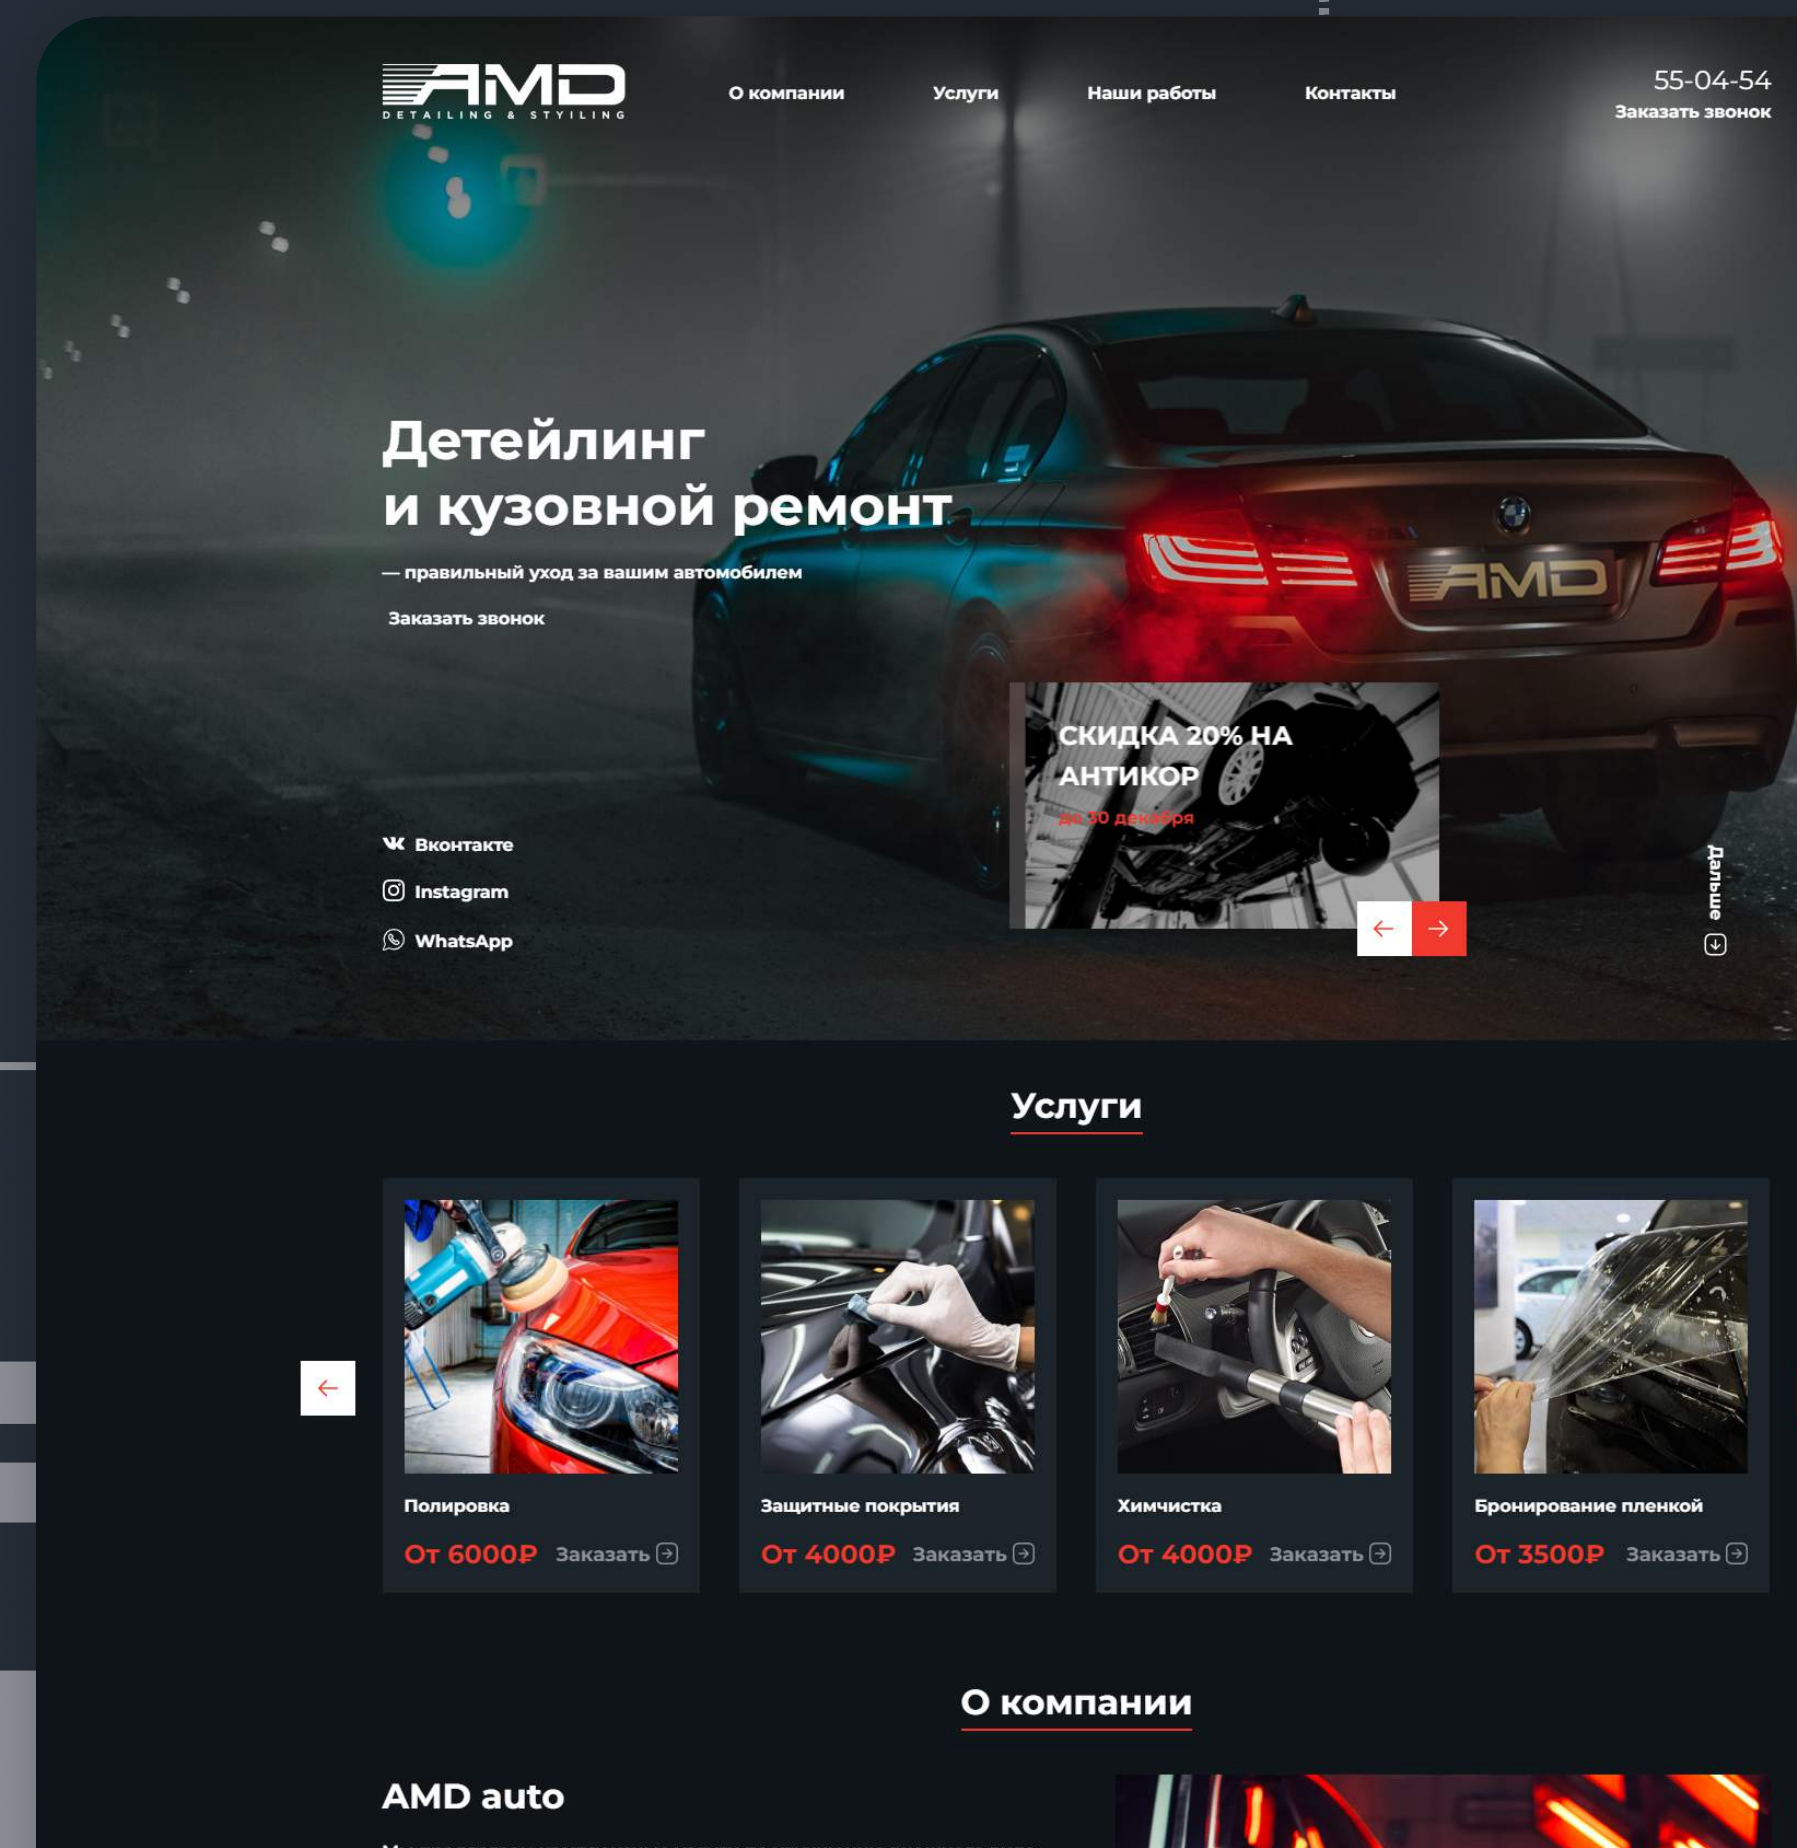 AMD
DETAILING & STYILING
О компании
Услуги
Наши работы
Контакты
55-04-54
Заказать звонок
Детейлинг
и кузовной ремонт
— правильный уход за вашим автомобилем
Заказать звонок
AMD
СКИДКА 20% НА
АНТИКОР
до 30 декабря
Вконтакте
Instagram
WhatsApp
Дальше
Услуги
Полировка
От 6000₽ Заказать
Защитные покрытия
От 4000₽ Заказать
Химчистка
От 4000₽ Заказать
Бронирование пленкой
От 3500₽ Заказать
О компании
AMD auto